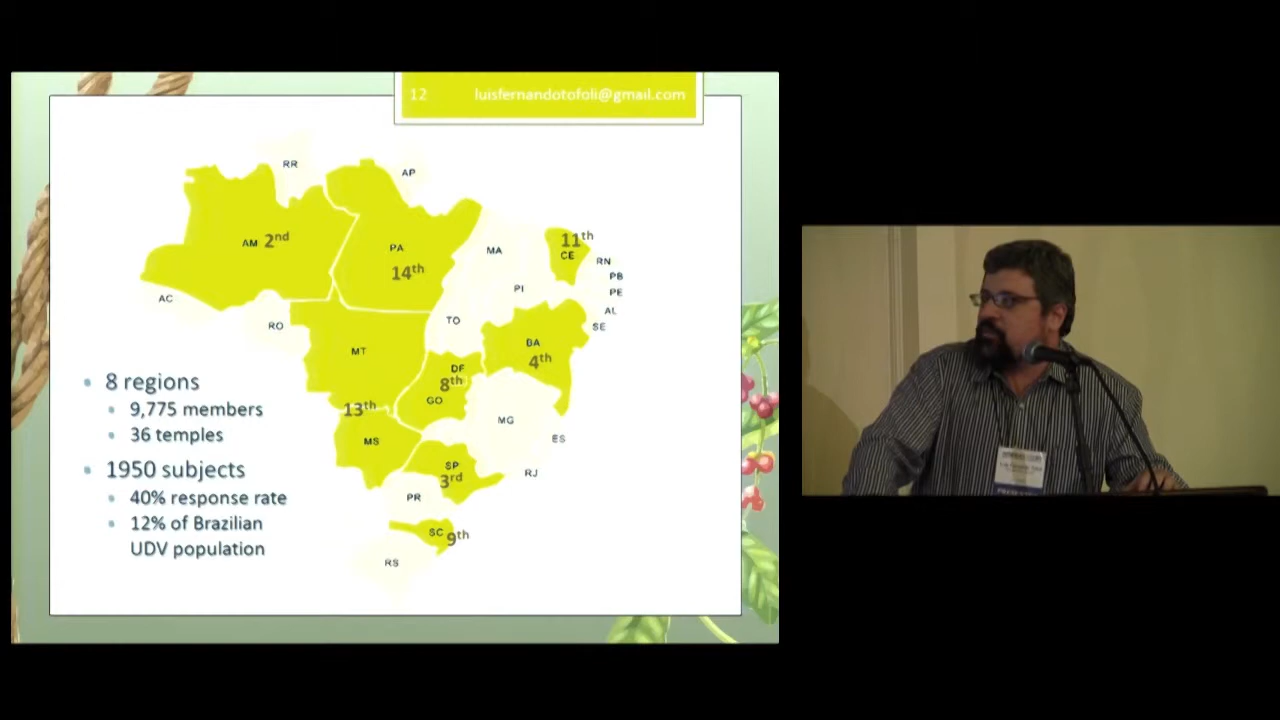 12 luisfernandotofoli@gmail.com
RR
AP
AM 2nd
PA
14th
MA
11th
CE
RN
PB
PE
AL
SE
PI
TO
AC
RO
MT
BA
4th
DF
8th
GO
13th
MS
MG
ES
RJ
SP
3rd
PR
SC 9th
RS
• 8 regions
• 9,775 members
• 36 temples
• 1950 subjects
• 40% response rate
• 12% of Brazilian
UDV population